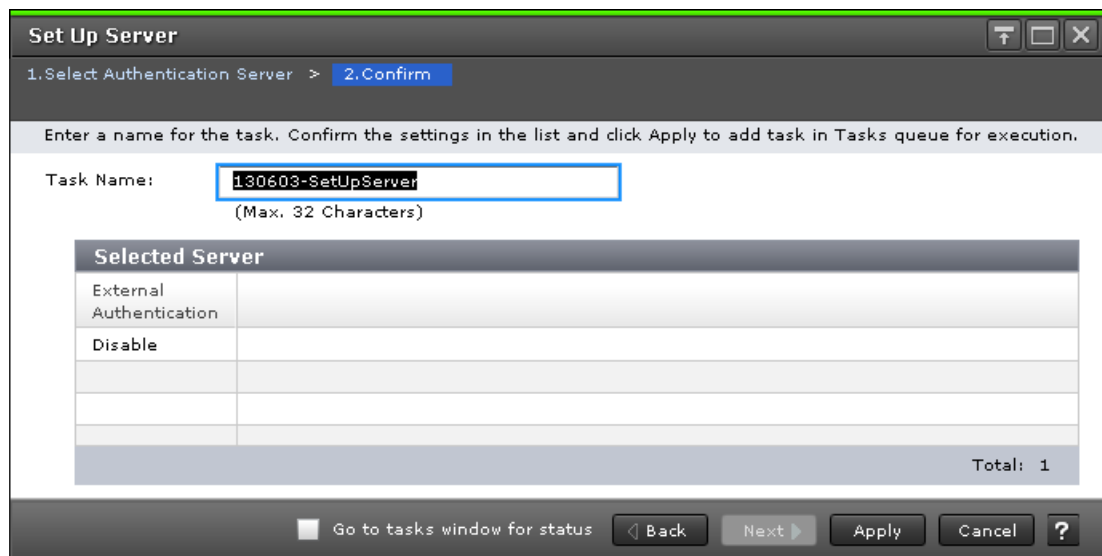 Set Up Server
1.Select Authentication Server > 2.Confirm
Enter a name for the task. Confirm the settings in the list and click Apply to add task in Tasks queue for execution.
Task Name: 130603-SetUpServer
(Max. 32 Characters)
Selected Server
External
Authentication
Disable
Total: 1
Go to tasks window for status Back Next Apply Cancel ?